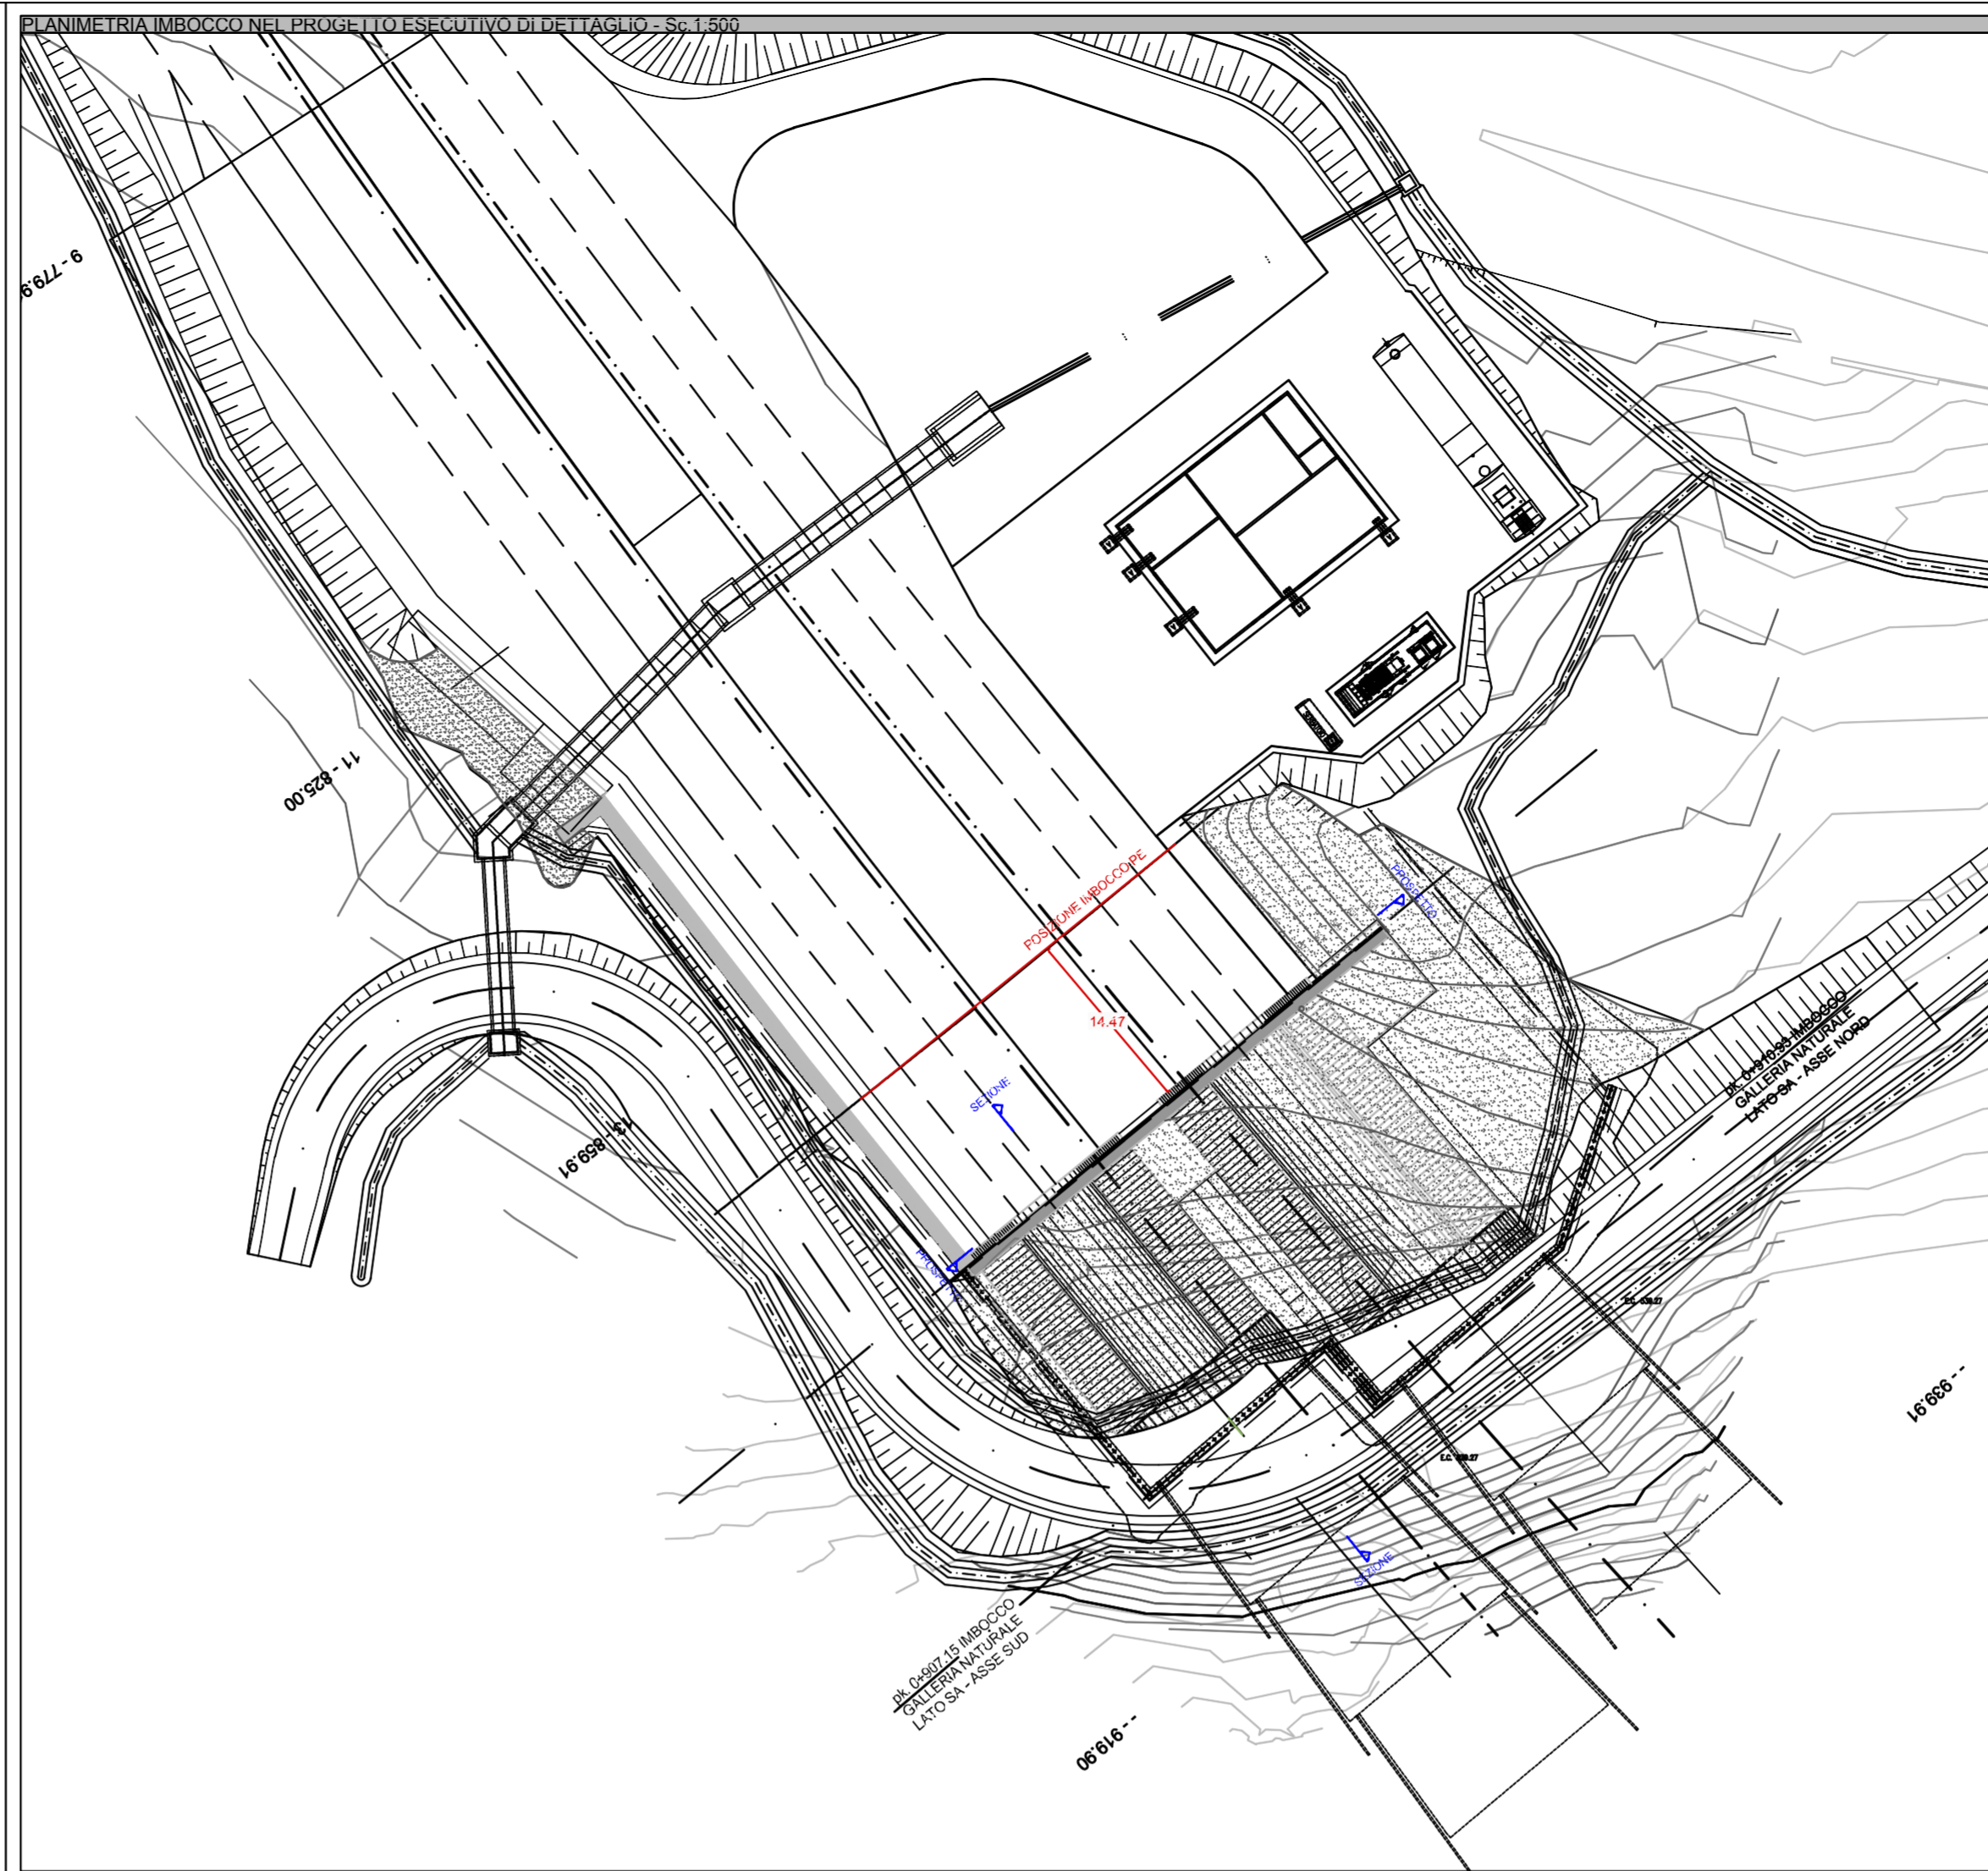 PLANIMETRIA IMBOCCO NEL PROGETTO ESECUTIVO DI DETTAGLIO - Sc.1:500
9 - 779.9
11 - 825.00
POSIZIONE IMBOCCO PE
PROSPETTO
14.47
SEZIONE
pk. 0+910.93 IMBOCCO
GALLERIA NATURALE
LATO SA - ASSE NORD
13 - 859.91
PROSPETTO
SEZIONE
pk. 0+907.15 IMBOCCO
GALLERIA NATURALE
LATO SA - ASSE SUD
- - 919.90
- - 939.91